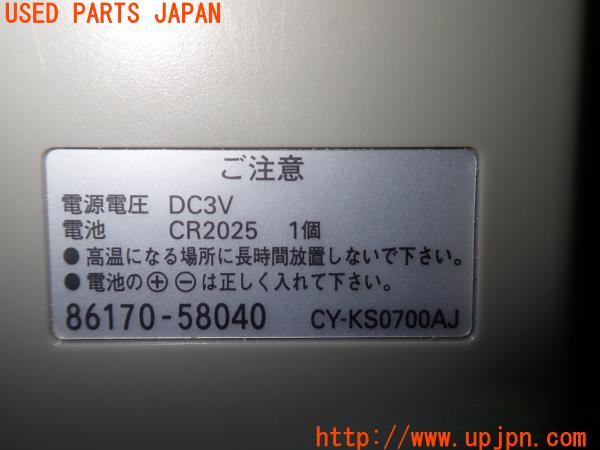 USED PARTS JAPAN
ご注意
電源電圧 DC3V
電池 CR2025 1個
●高温になる場所に長時間放置しないで下さい。
●電池の⊕⊖は正しく入れて下さい。
86170-58040 CY-KS0700AJ
http://www.upjpn.com